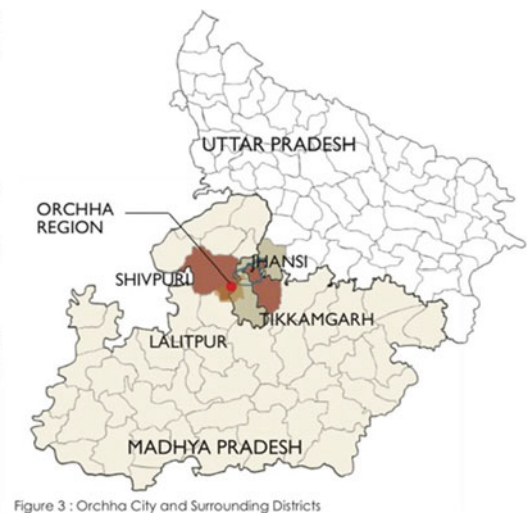 UTTAR PRADESH
ORCHHA
REGION
JHANSI
SHIVPURI
TIKKAMGARH
LALITPUR
MADHYA PRADESH
Figure 3 : Orchha City and Surrounding Districts